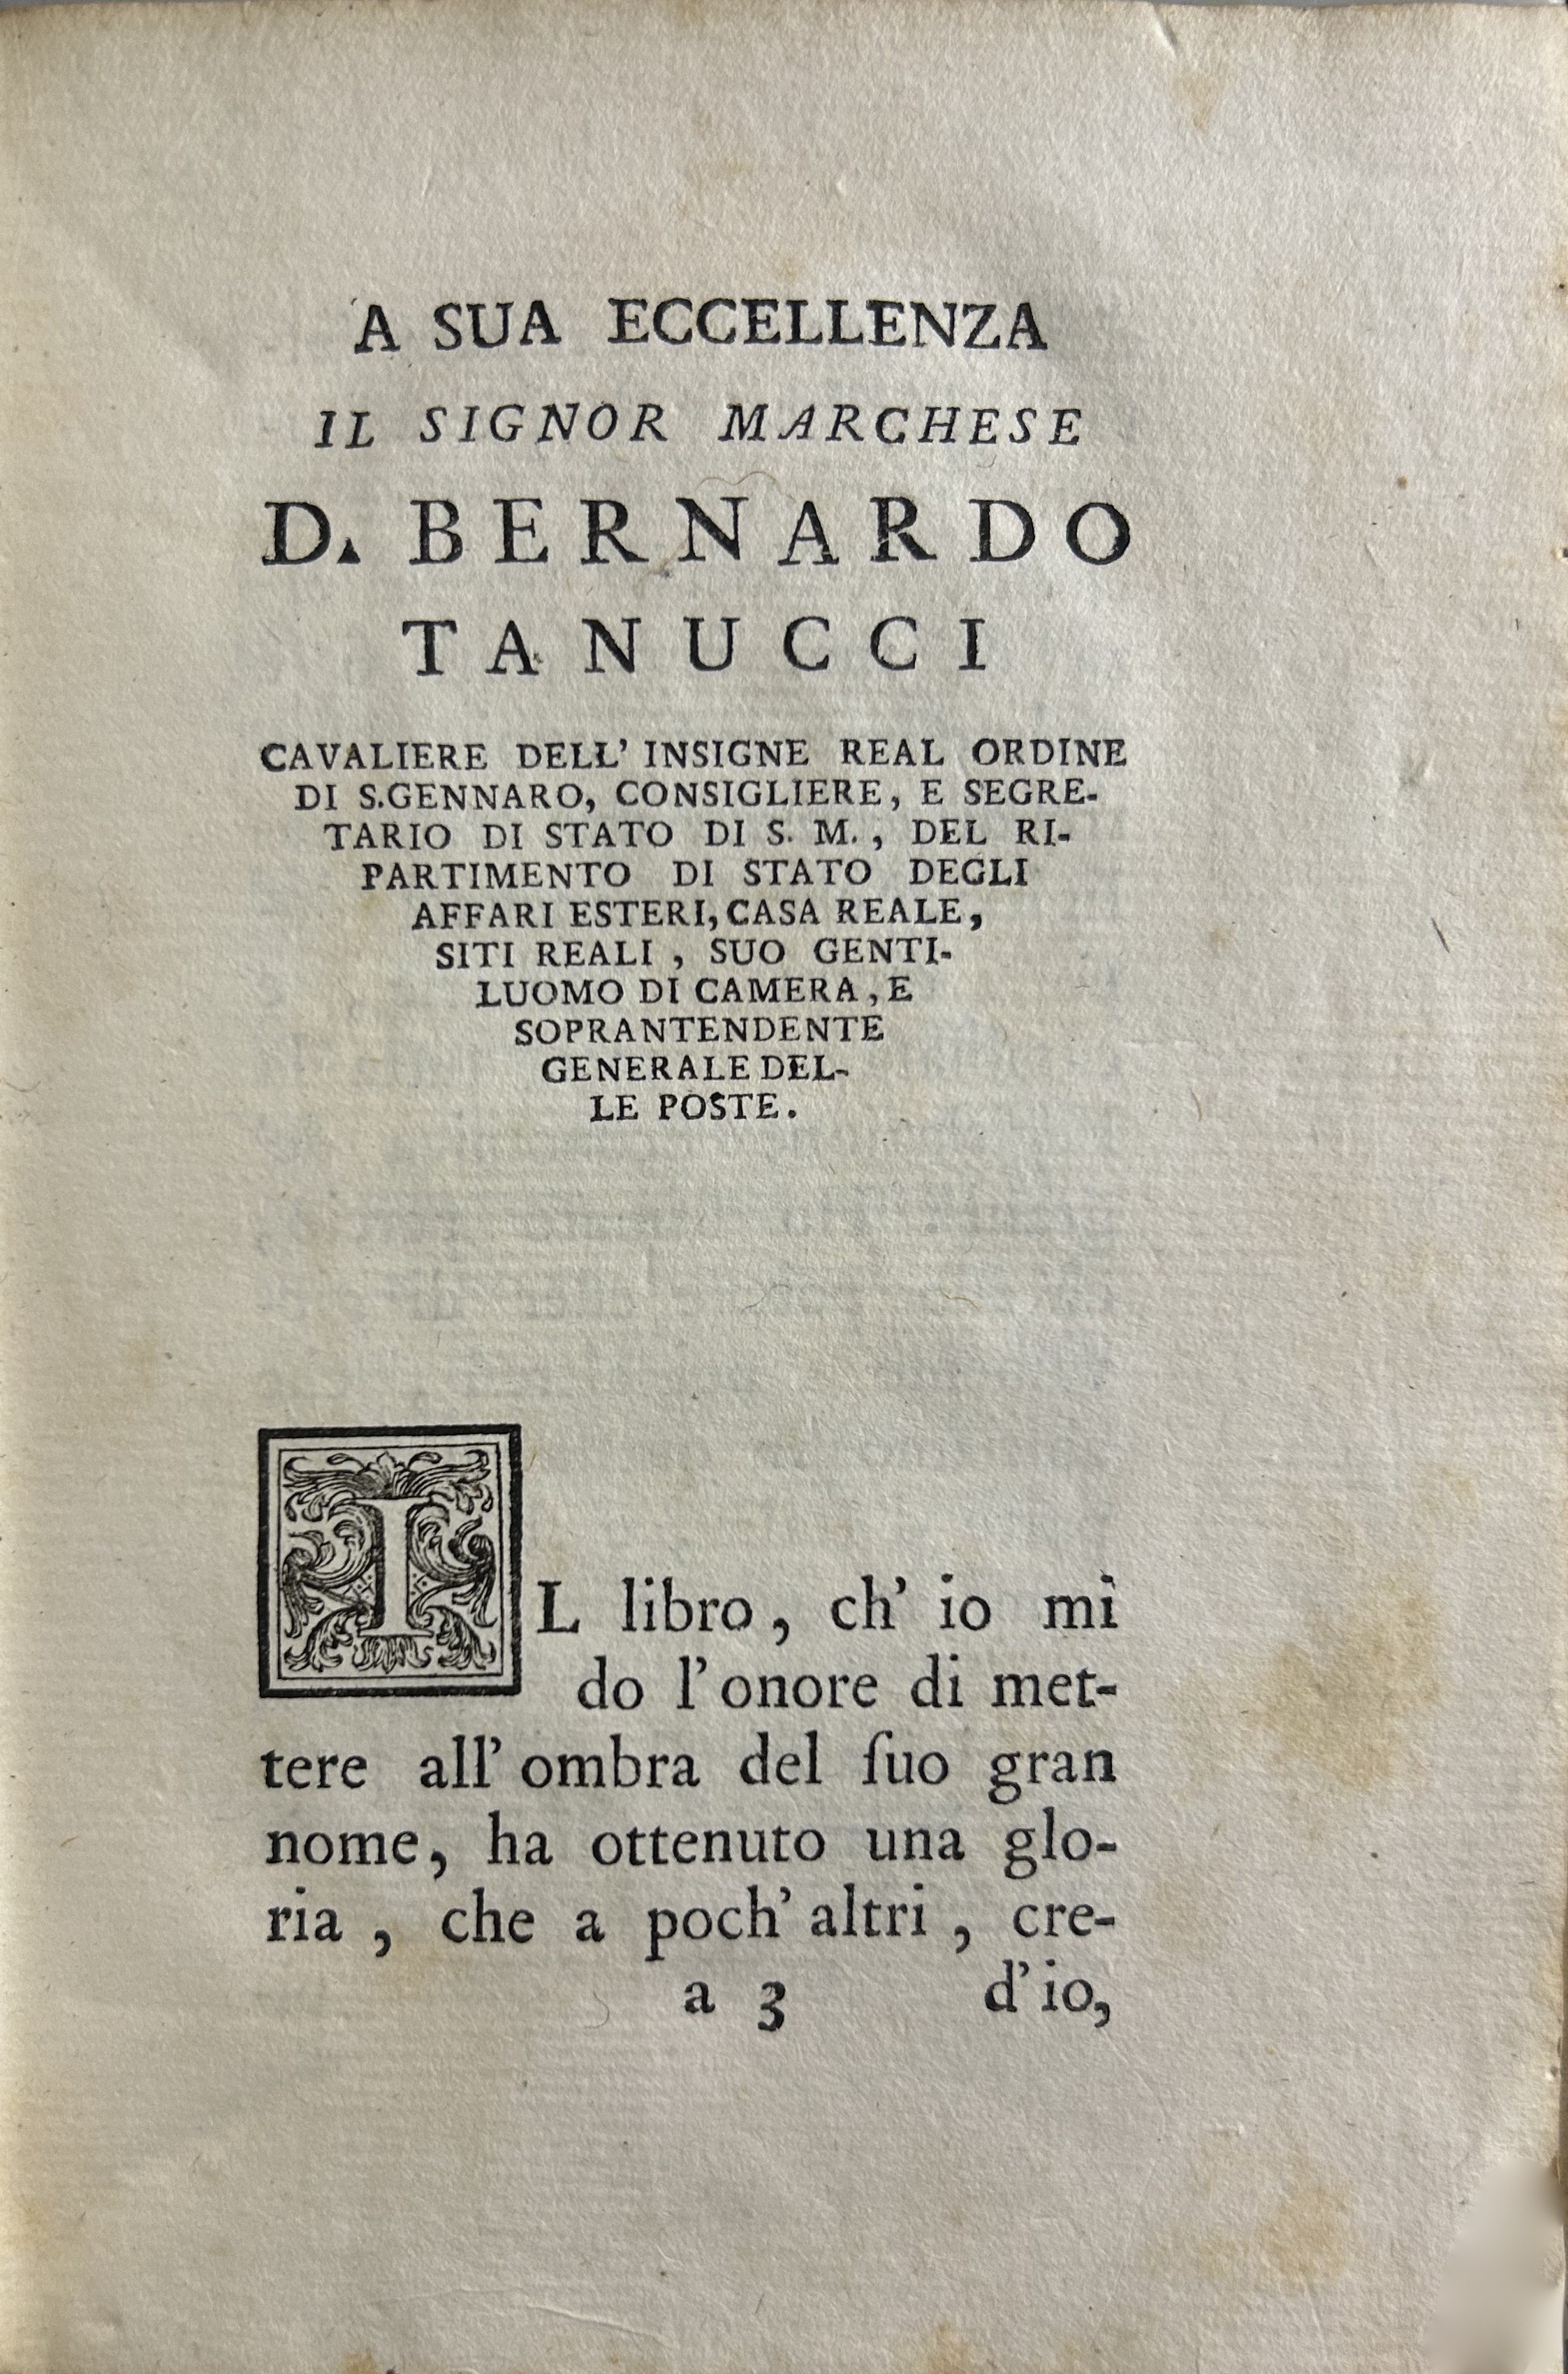 A SUA ECCELLENZA
IL SIGNOR MARCHESE
D. BERNARDO
TANUCCI
CAVALIERE DELL' INSIGNE REAL ORDINE
DI S.GENNARO, CONSIGLIERE, E SEGRE-
TARIO DI STATO DI S. M., DEL RI-
PARTIMENTO DI STATO DEGLI
AFFARI ESTERI, CASA REALE,
SITI REALI, SUO GENTI-
LUOMO DI CAMERA, E
SOPRANTENDENTE
GENERALE DEL-
LE POSTE.
IL libro, ch' io mi
do l'onore di met-
tere all' ombra del ſuo gran
nome, ha ottenuto una glo-
ria, che a poch' altri, cre-
a 3 d' io,